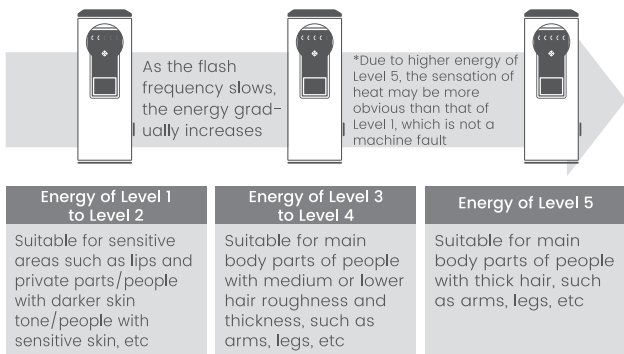 As the flash
frequency slows,
the energy grad-
ually increases
*Due to higher energy of
Level 5, the sensation of
heat may be more
obvious than that of
Level 1, which is not a
machine fault
Energy of Level 1
to Level 2
Suitable for sensitive
areas such as lips and
private parts/people
with darker skin
tone/people with
sensitive skin, etc
Energy of Level 3
to Level 4
Suitable for main
body parts of people
with medium or lower
hair roughness and
thickness, such as
arms, legs, etc
Energy of Level 5
Suitable for main
body parts of people
with thick hair, such
as arms, legs, etc